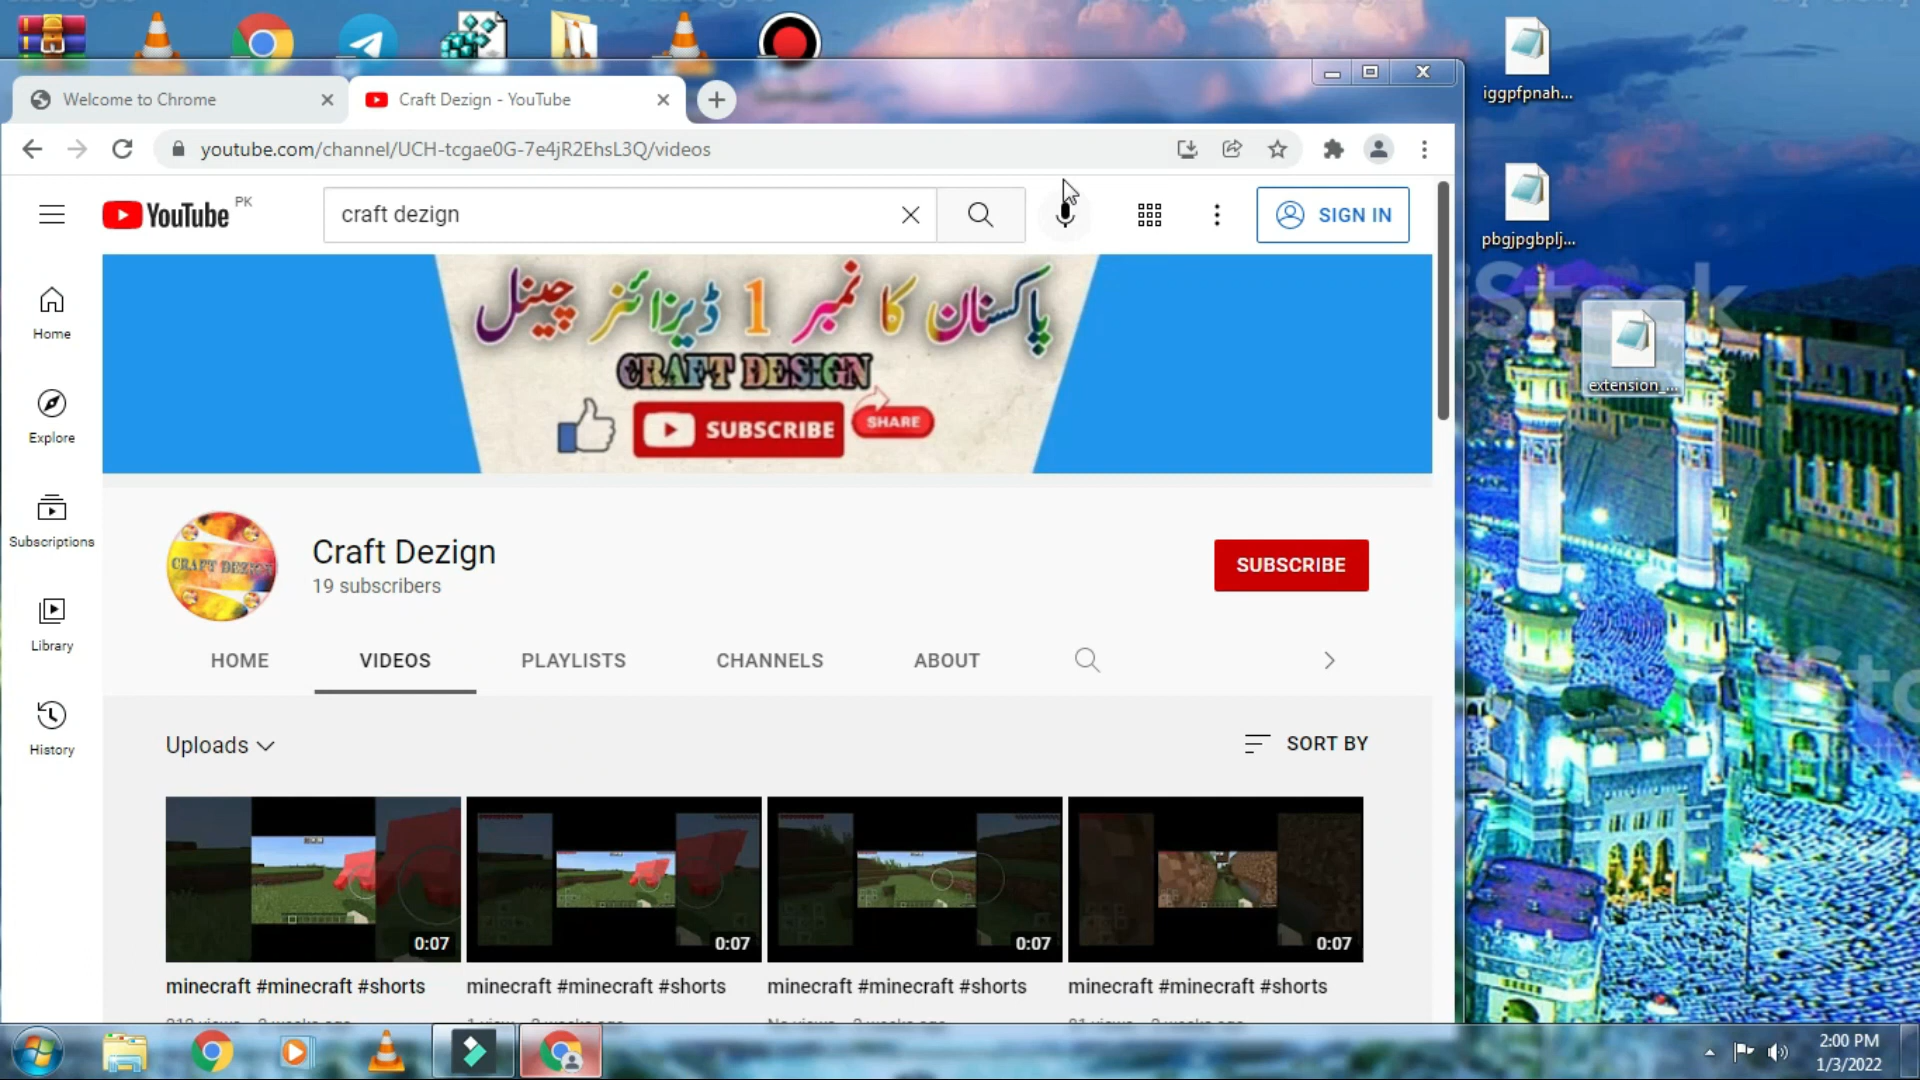 Welcome to Chrome
Craft Dezign - YouTube
youtube.com/channel/UCH-tcgae0G-7e4jR2EhsL3Q/videos
YouTube PK
craft dezign
SIGN IN
پاکستان کا نمبر 1 ڈیزائنر چینل
CRAFT DESIGN
SUBSCRIBE
SHARE
Home
Explore
Subscriptions
Library
History
CRAFT DEZIGN
Craft Dezign
19 subscribers
SUBSCRIBE
HOME
VIDEOS
PLAYLISTS
CHANNELS
ABOUT
Uploads
SORT BY
0:07
0:07
0:07
0:07
minecraft #minecraft #shorts
minecraft #minecraft #shorts
minecraft #minecraft #shorts
minecraft #minecraft #shorts
iggpfpnah...
pbgjpgbplj...
extension_...
iStock
2:00 PM
1/3/2022